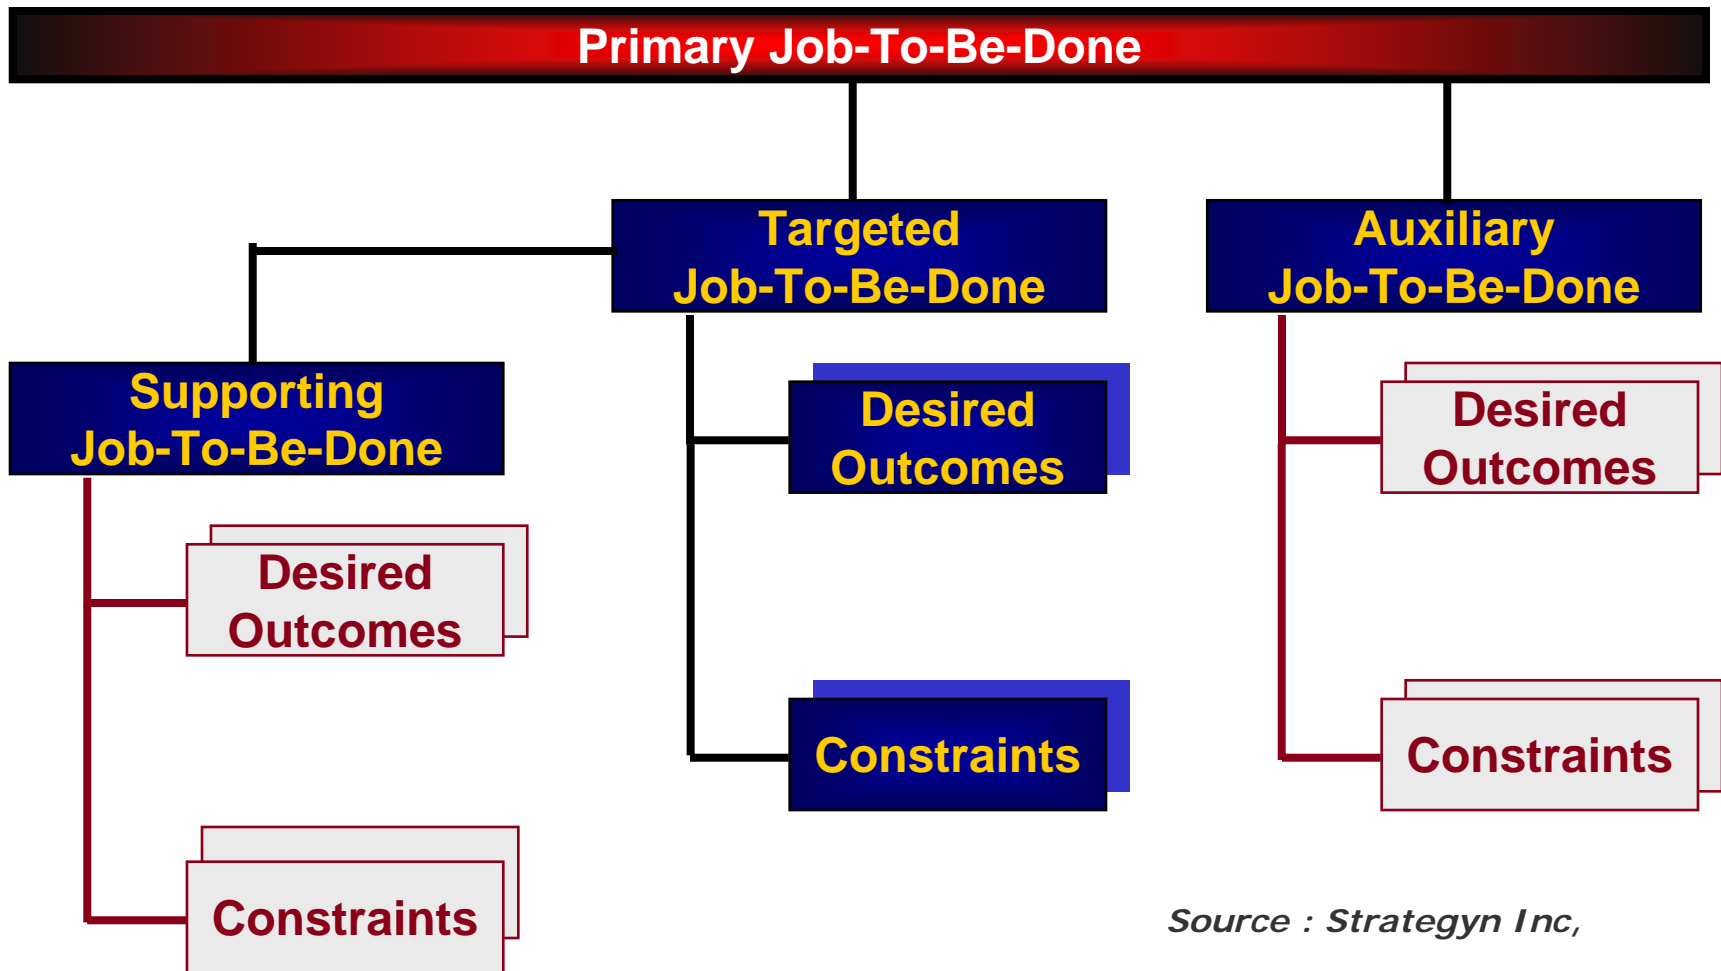 Primary Job-To-Be-Done
Targeted
Job-To-Be-Done
Auxiliary
Job-To-Be-Done
Supporting
Job-To-Be-Done
Desired
Outcomes
Desired
Outcomes
Desired
Outcomes
Constraints
Constraints
Constraints
Source : Strategyn Inc,